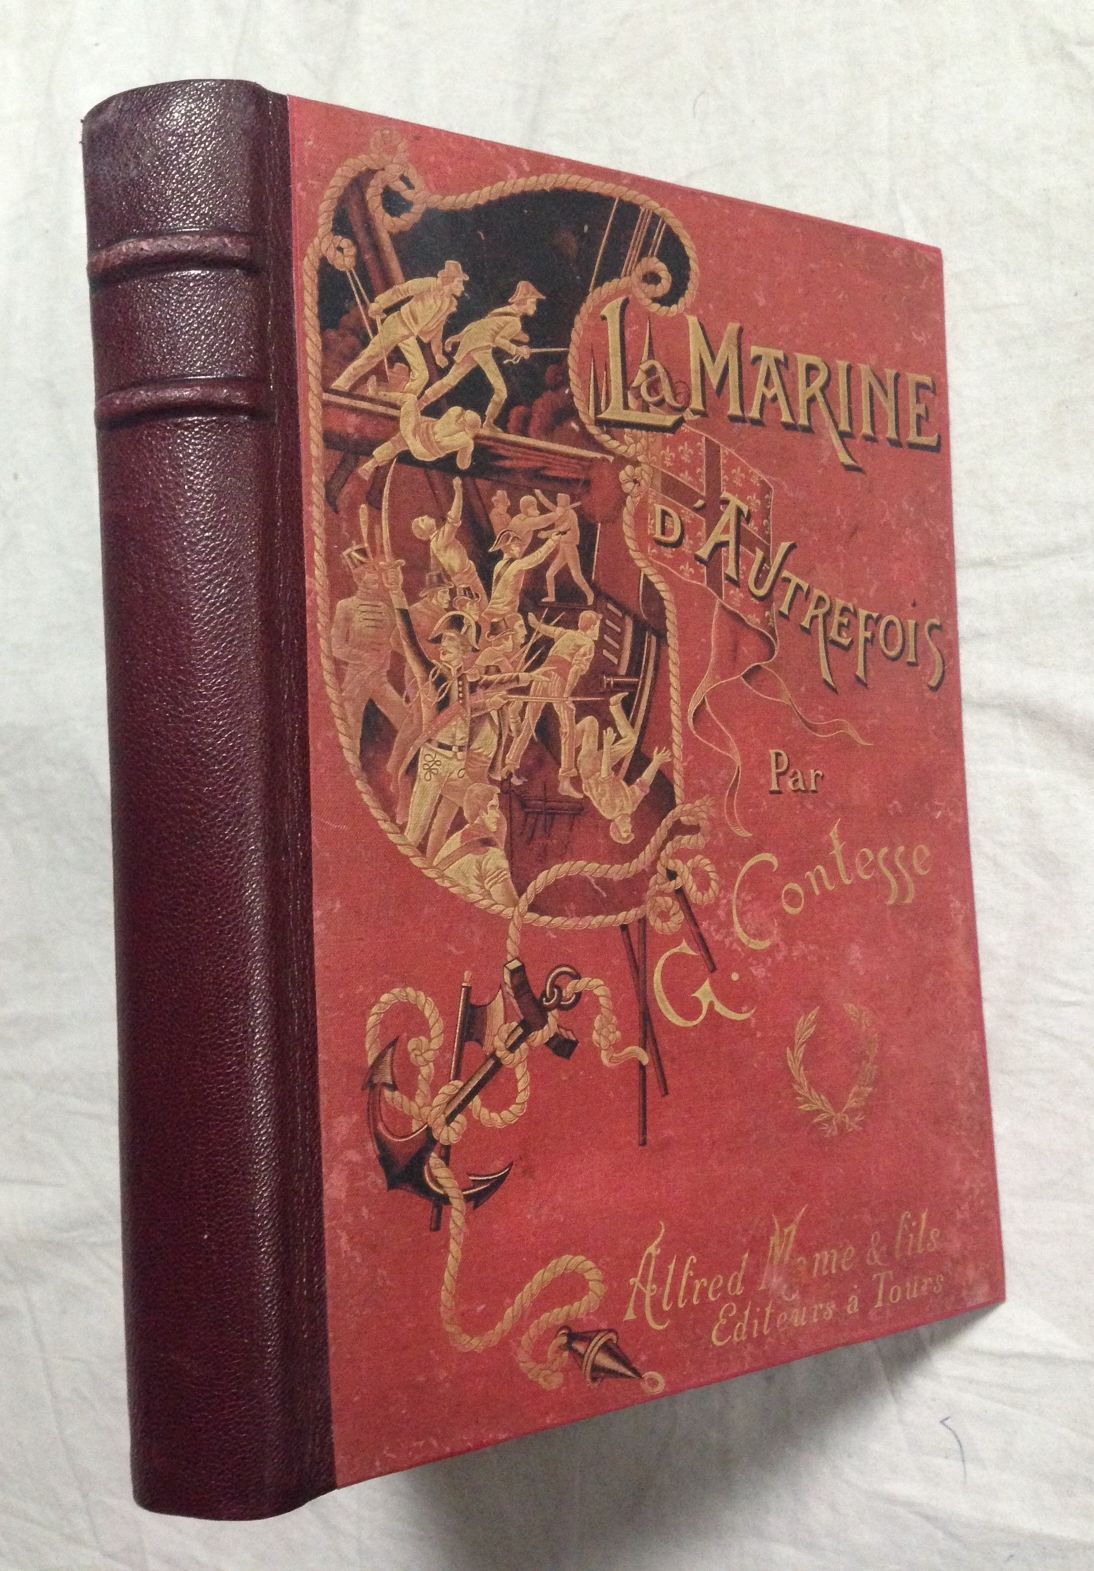 La MARINE
D'AUTREFOIS
Par
G. Contesse
Alfred Mame & fils
Editeurs à Tours